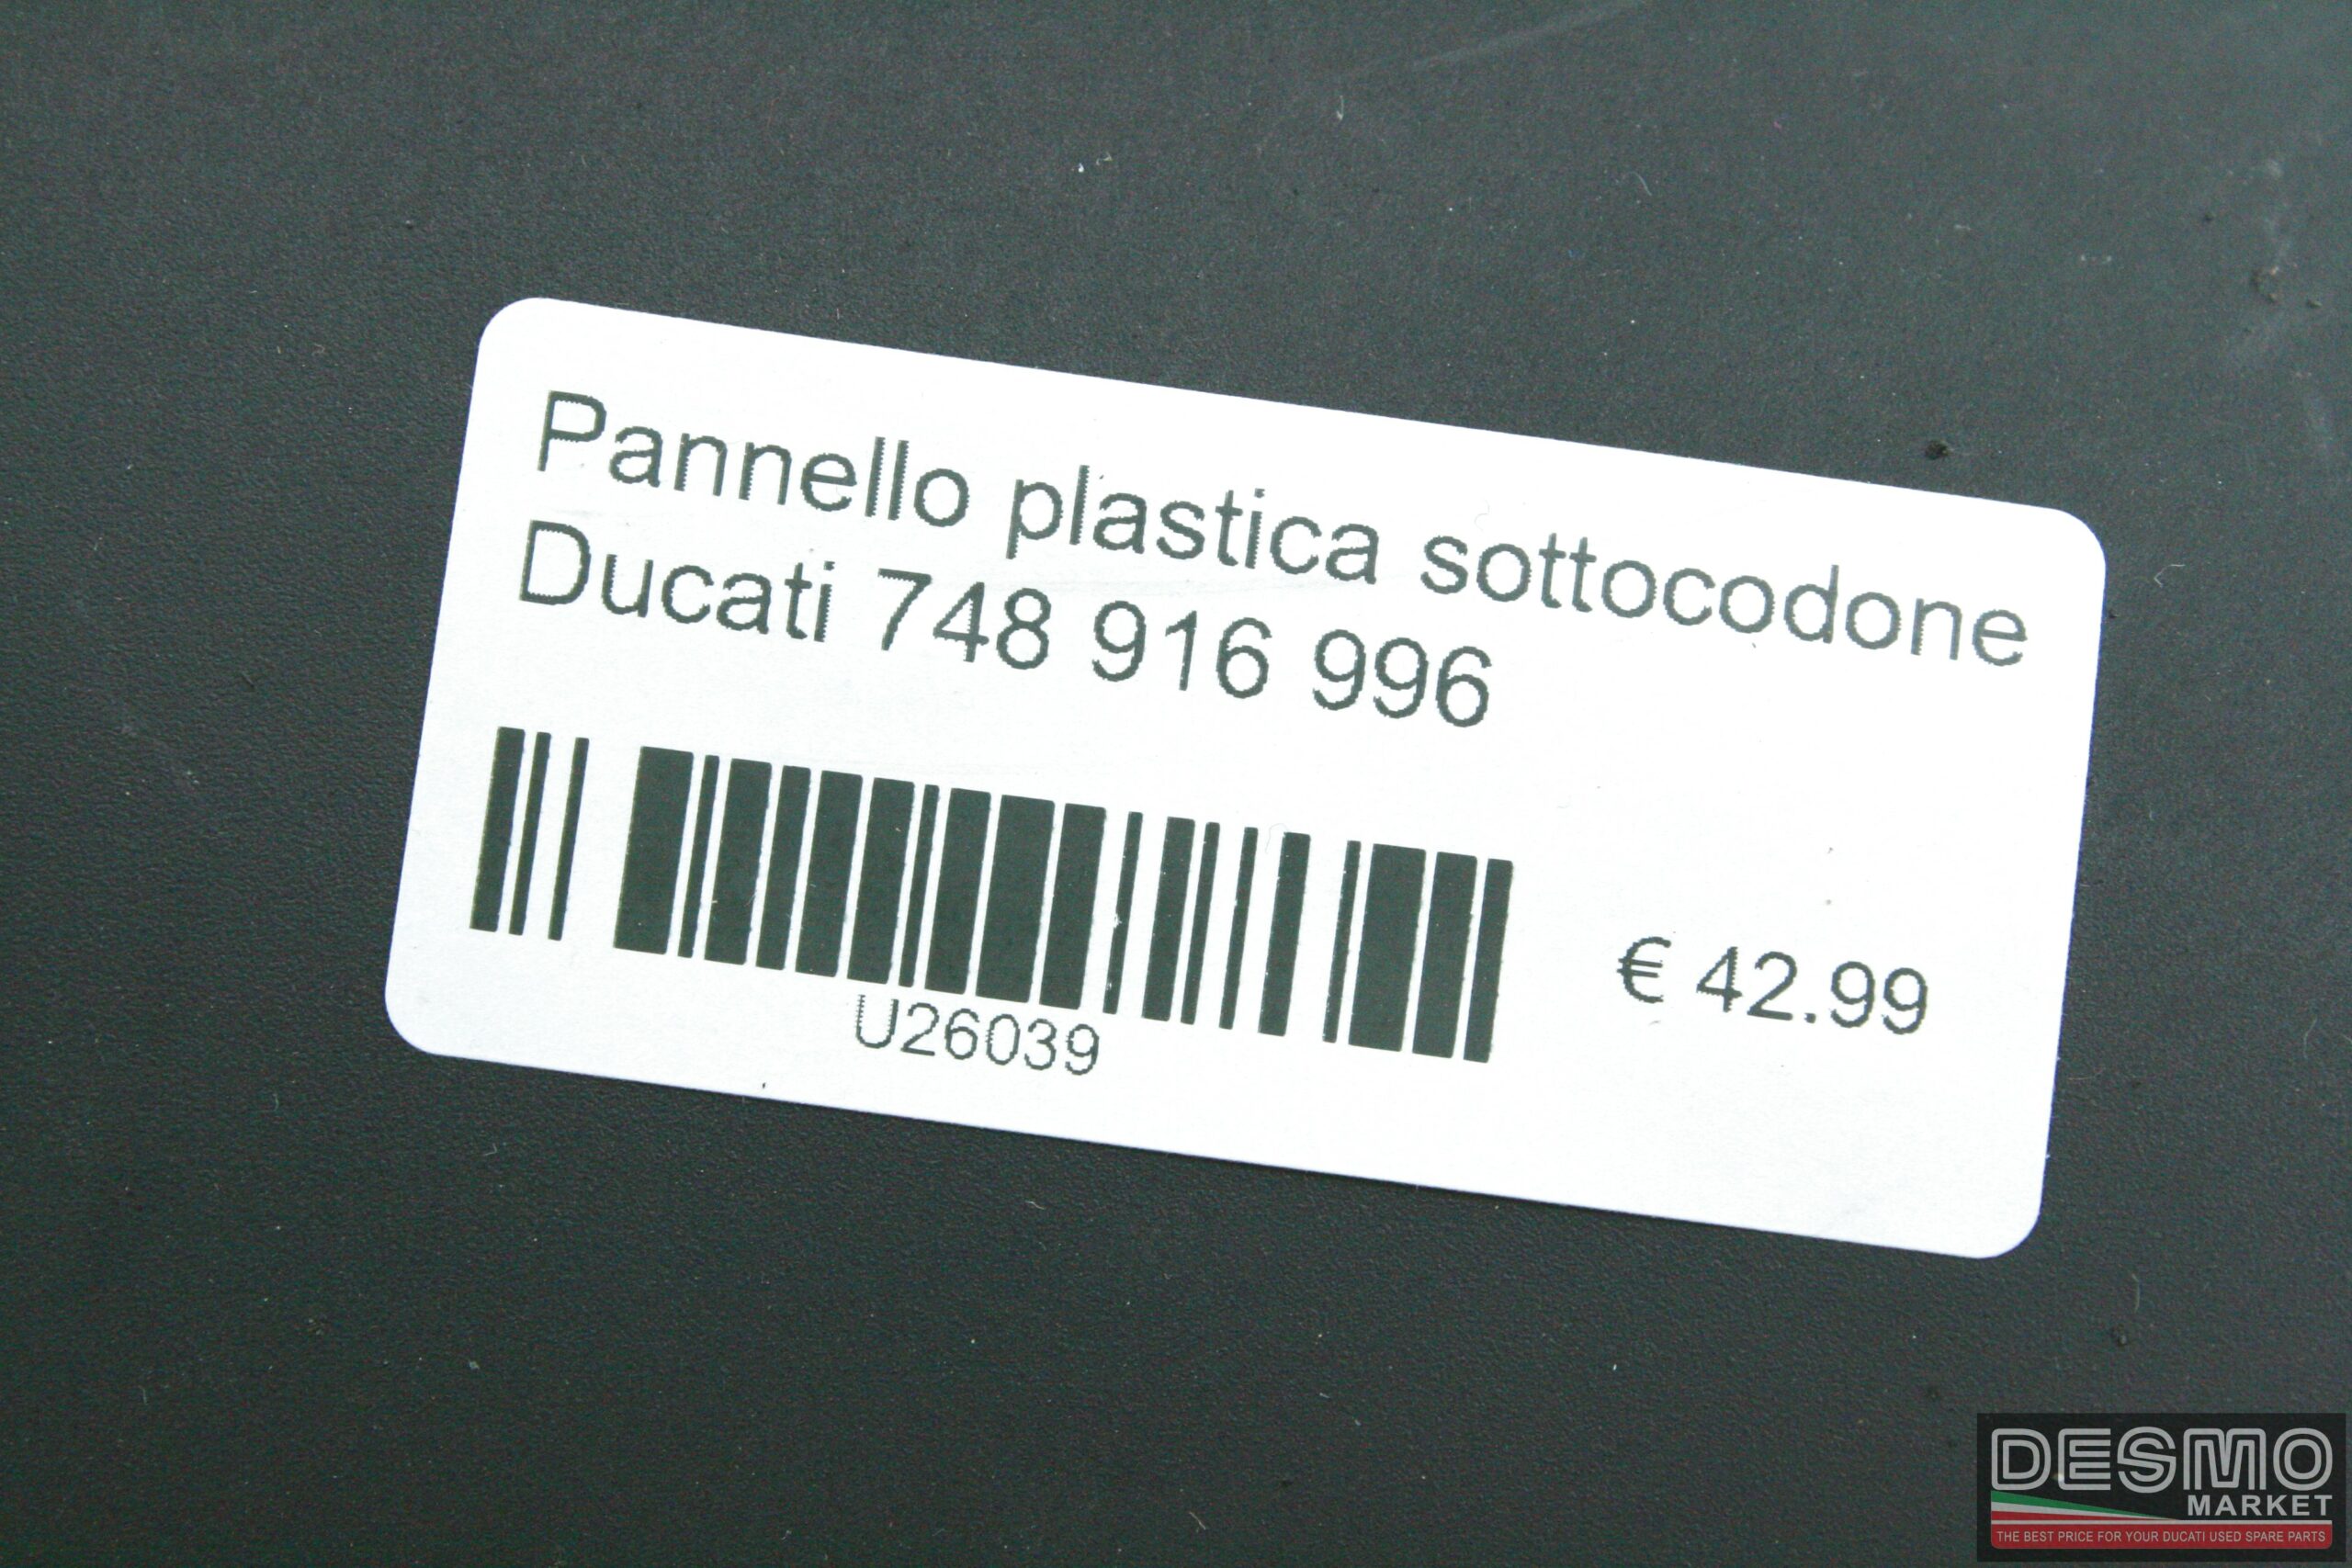 Pannello plastica sottocodone
Ducati 748 916 996
U26039
€ 42.99
DESMO
MARKET
THE BEST PRICE FOR YOUR DUCATI USED SPARE PARTS